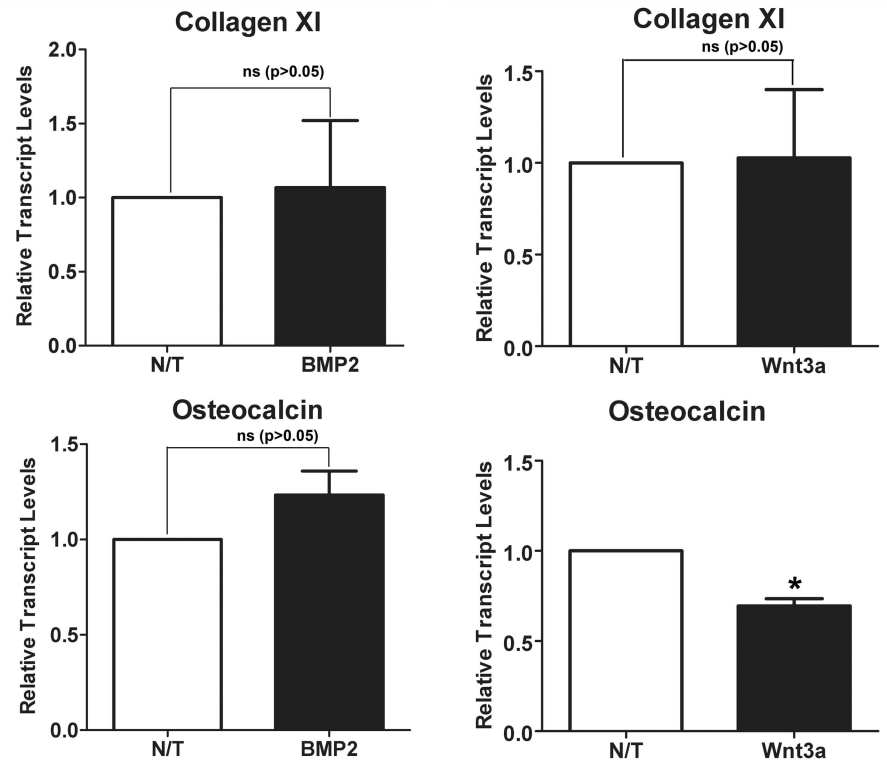 Collagen XI
ns (p>0.05)
Relative Transcript Levels
2.0
1.5
1.0
0.5
0.0
N/T
BMP2
Collagen XI
ns (p>0.05)
Relative Transcript Levels
1.5
1.0
0.5
0.0
N/T
Wnt3a
Osteocalcin
ns (p>0.05)
Relative Transcript Levels
1.5
1.0
0.5
0.0
N/T
BMP2
Osteocalcin
Relative Transcript Levels
1.5
1.0
0.5
0.0
*
N/T
Wnt3a